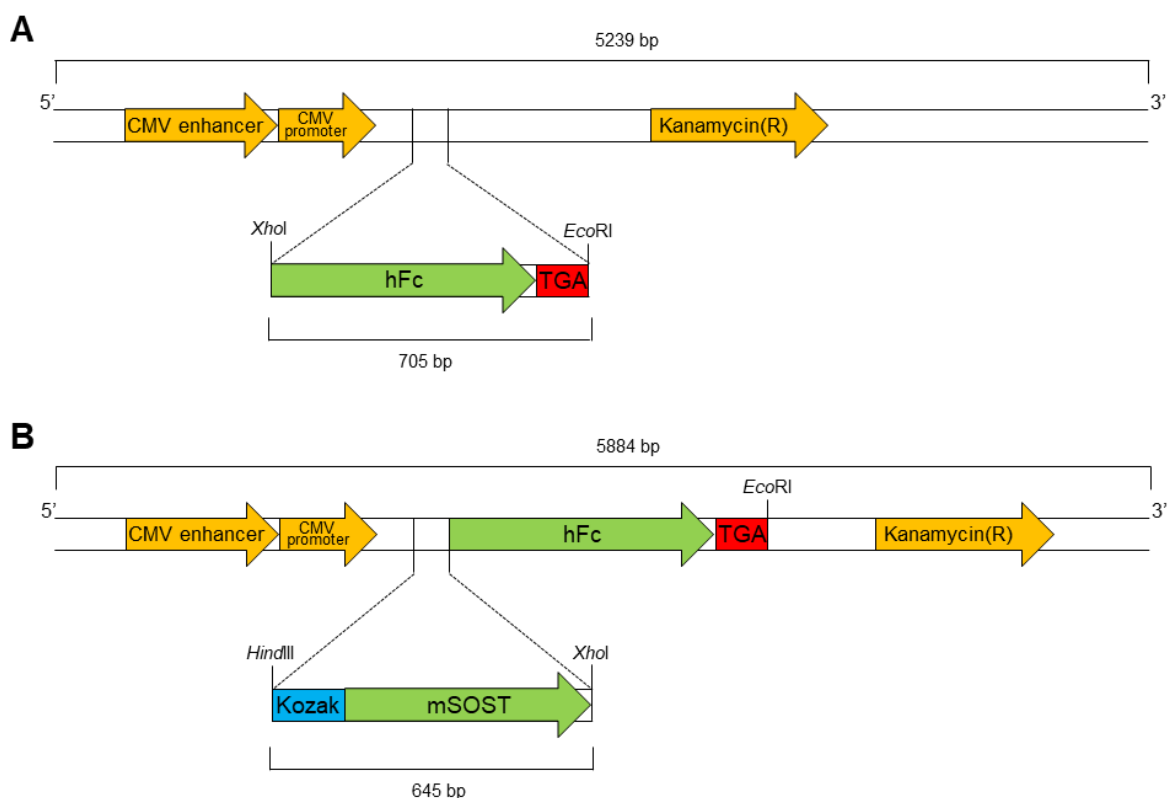 A
5239 bp
5' 3'
CMV enhancer CMV promoter Kanamycin(R)
XhoI EcoRI
hFc TGA
705 bp
B
5884 bp
EcoRI
5' 3'
CMV enhancer CMV promoter hFc TGA Kanamycin(R)
HindIII XhoI
Kozak mSOST
645 bp